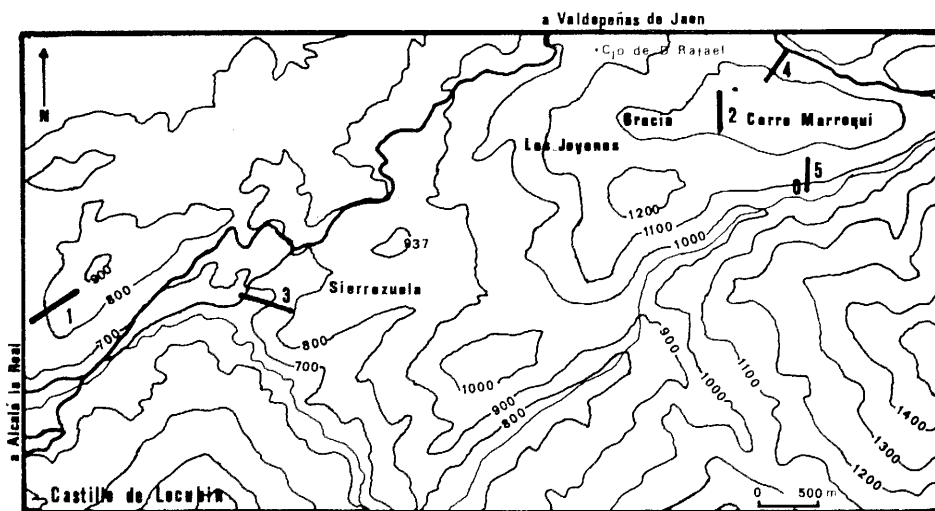 a Valdepeñas de Jaen
C jo de D Rafael
4
N
Gracia
2
Cerro Marroqui
Los Joyones
5
1200
1100
1000
937
900
800
1
3
Sierrezuela
700
800
700
900
1100
1000
1000
900
800
1400
1300
1200
a Alcalá la Real
Castillo de Locubín
0 500 m